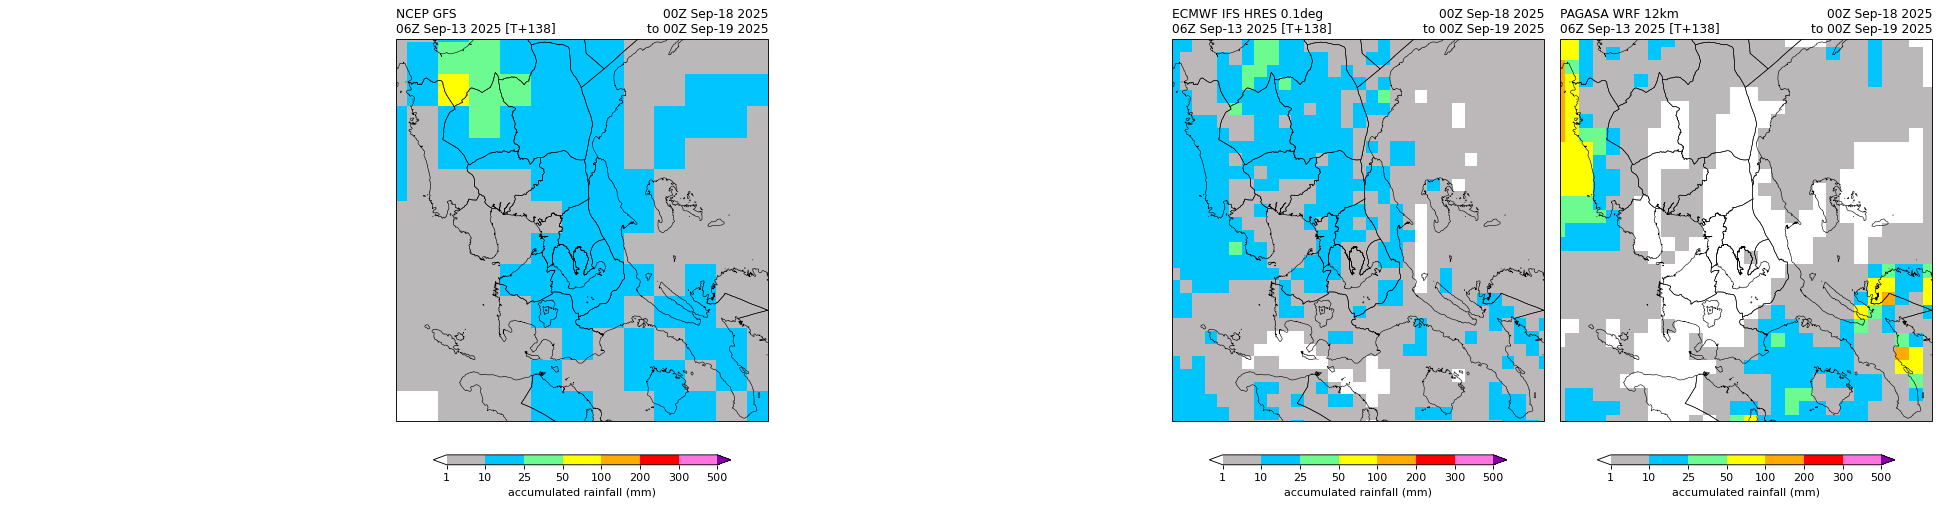 NCEP GFS 00Z Sep-18 2025
06Z Sep-13 2025 [T+138] to 00Z Sep-19 2025
1 10 25 50 100 200 300 500
accumulated rainfall (mm)
ECMWF IFS HRES 0.1deg 00Z Sep-18 2025
06Z Sep-13 2025 [T+138] to 00Z Sep-19 2025
1 10 25 50 100 200 300 500
accumulated rainfall (mm)
PAGASA WRF 12km 00Z Sep-18 2025
06Z Sep-13 2025 [T+138] to 00Z Sep-19 2025
1 10 25 50 100 200 300 500
accumulated rainfall (mm)